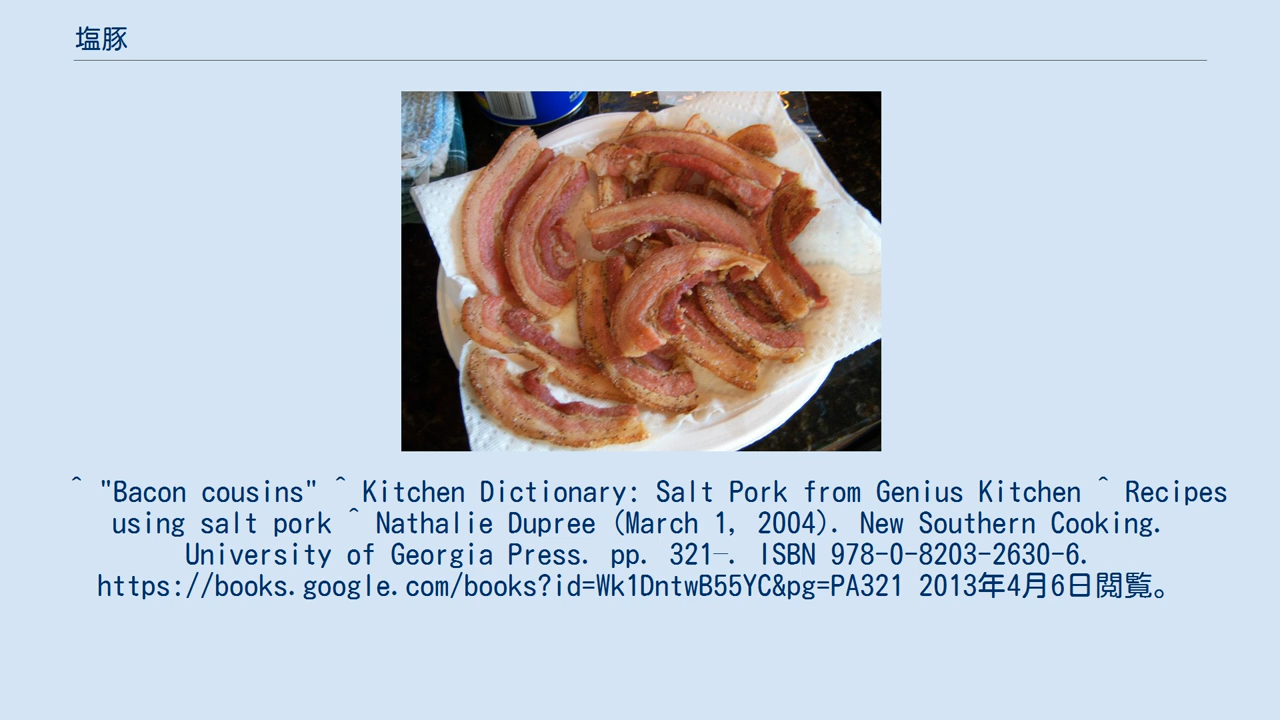 塩豚
^ "Bacon cousins" ^ Kitchen Dictionary: Salt Pork from Genius Kitchen ^ Recipes
using salt pork ^ Nathalie Dupree (March 1, 2004). New Southern Cooking.
University of Georgia Press. pp. 321–. ISBN 978-0-8203-2630-6.
https://books.google.com/books?id=Wk1DntwB55YC&pg=PA321 2013年4月6日閲覧。